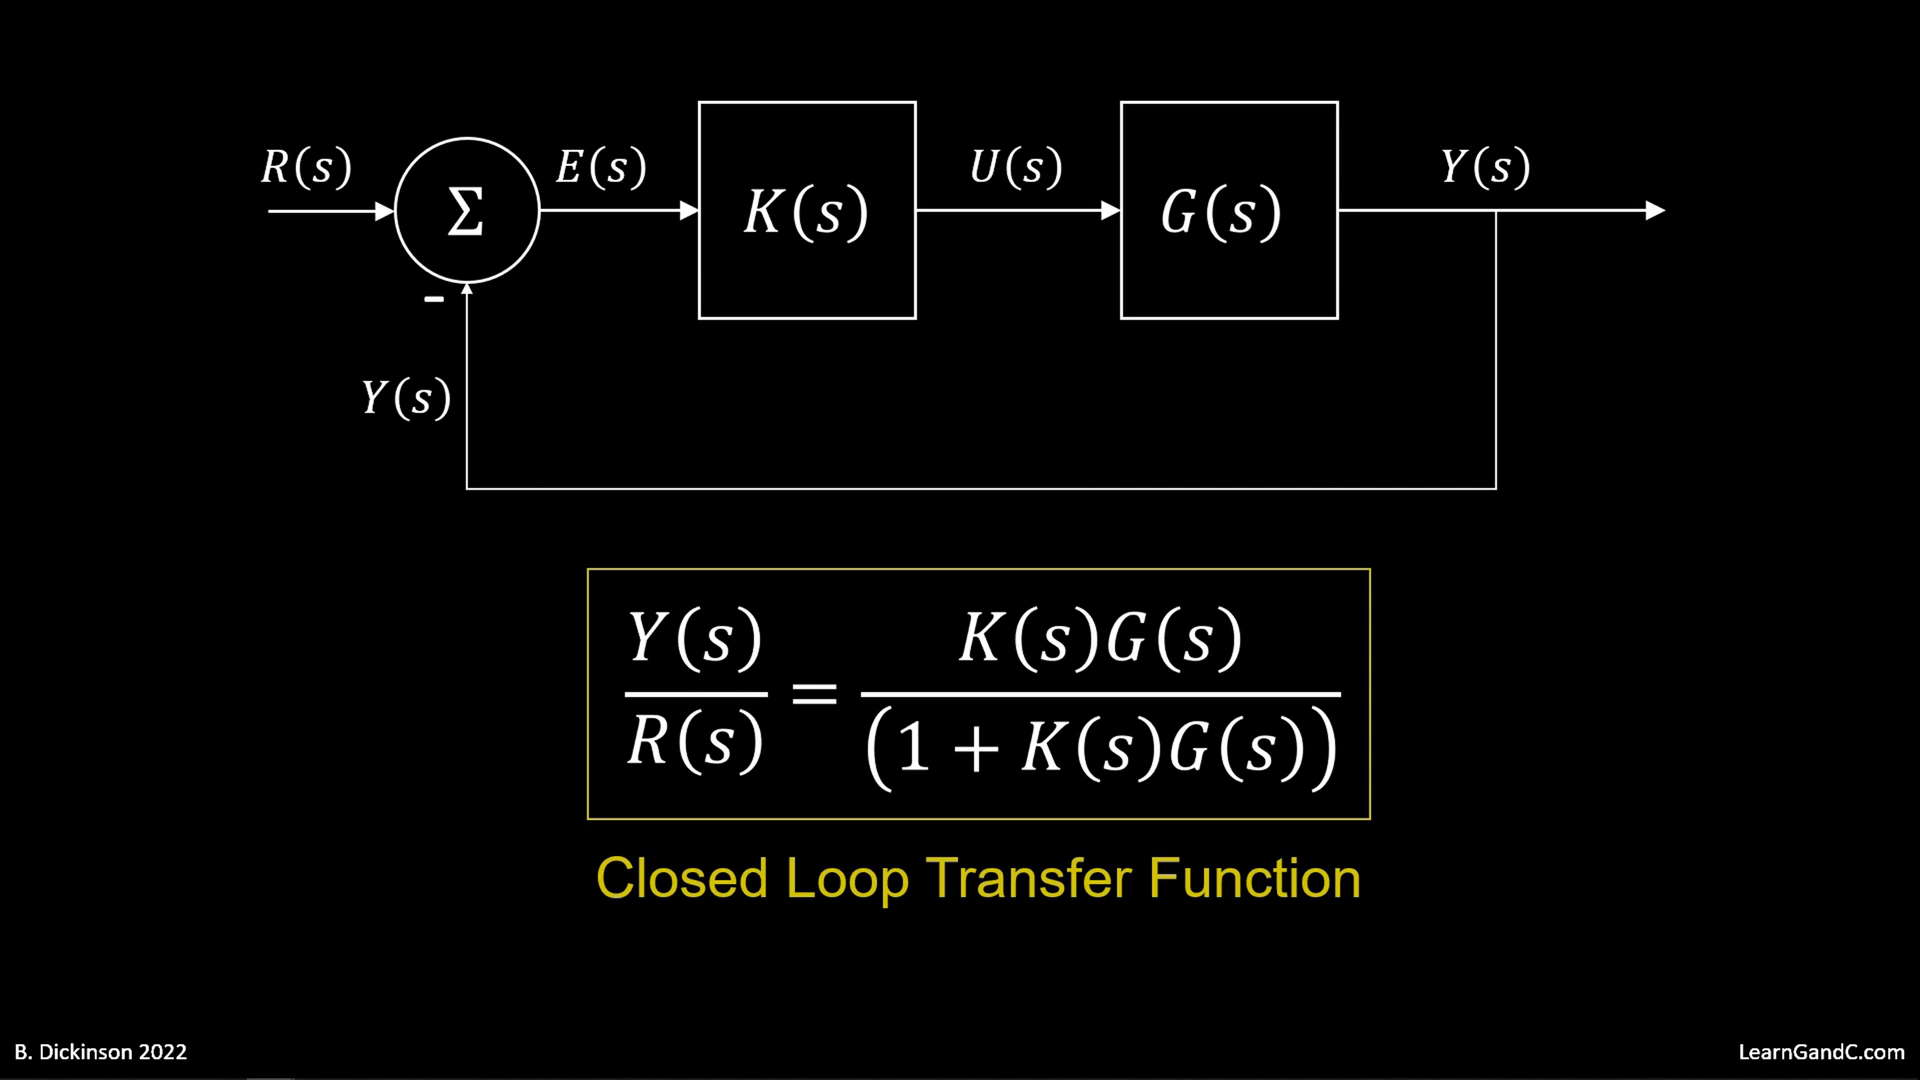 R(s)
Σ
E(s)
K(s)
U(s)
G(s)
Y(s)
-
Y(s)
Y(s)/R(s) = K(s)G(s)/(1 + K(s)G(s))
Closed Loop Transfer Function
B. Dickinson 2022
LearnGandC.com